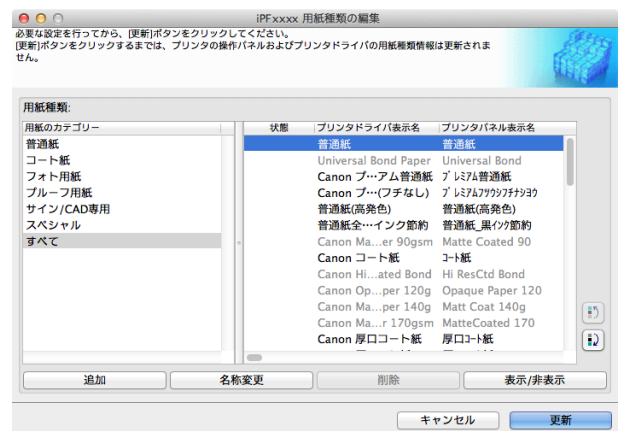 iPFxxxx 用紙種類の編集
必要な設定を行ってから、[更新]ボタンをクリックしてください。
[更新]ボタンをクリックするまでは、プリンタの操作パネルおよびプリンタドライバの用紙種類情報は更新されま
せん。
用紙種類:
用紙のカテゴリー 状態 プリンタドライバ表示名 プリンタパネル表示名
普通紙 普通紙 普通紙
コート紙 Universal Bond Paper Universal Bond
フォト用紙 Canon プ…アム普通紙 プレミアム普通紙
プルーフ用紙 Canon プ…(フチなし) プレミアムフツウシフチナシヨウ
サイン/CAD専用 普通紙(高発色) 普通紙(高発色)
スペシャル 普通紙全…インク節約 普通紙_黒インク節約
すべて Canon Ma…er 90gsm Matte Coated 90
Canon コート紙 コート紙
Canon Hi…ated Bond Hi ResCtd Bond
Canon Op…per 120g Opaque Paper 120
Canon Ma…per 140g Matt Coat 140g
Canon Ma…r 170gsm MatteCoated 170
Canon 厚口コート紙 厚口コート紙
追加 名称変更 削除 表示/非表示
キャンセル 更新